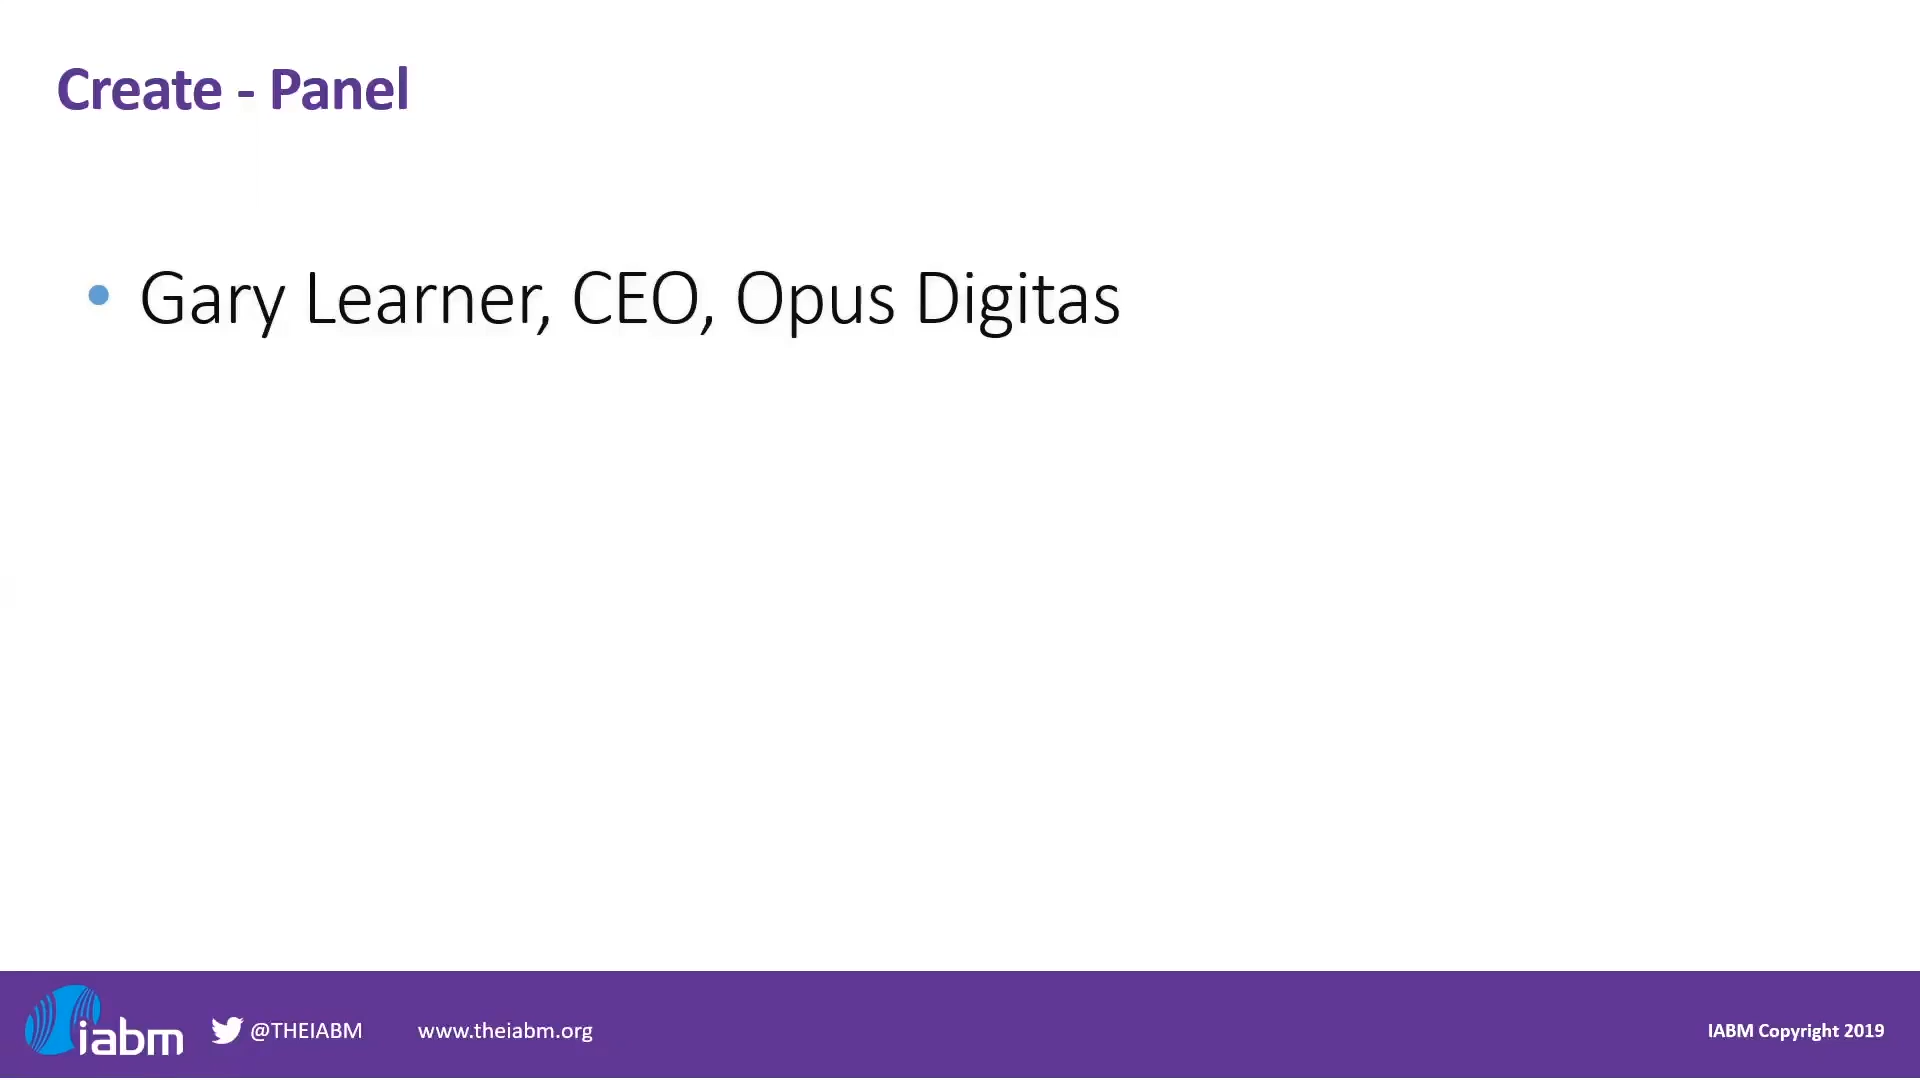 Create - Panel
• Gary Learner, CEO, Opus Digitas
iabm @THEIABM www.theiabm.org IABM Copyright 2019